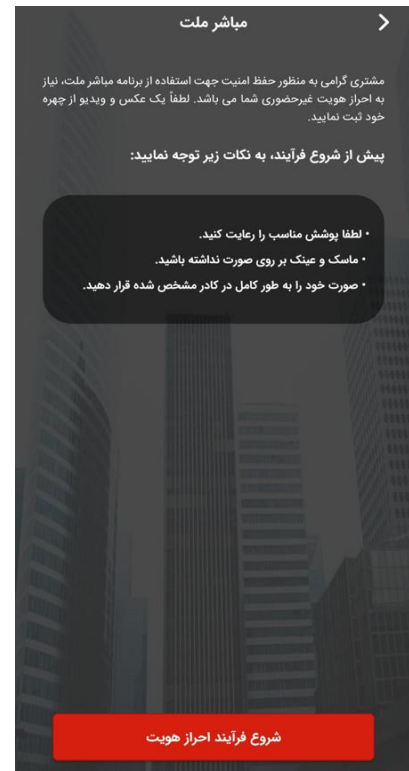 مباشر ملت
مشتری گرامی به منظور حفظ امنیت جهت استفاده از برنامه مباشر ملت، نیاز
به احراز هویت غیرحضوری شما می باشد. لطفاً یک عکس و ویدیو از چهره
خود ثبت نمایید.
پیش از شروع فرآیند، به نکات زیر توجه نمایید:
• لطفا پوشش مناسب را رعایت کنید.
• ماسک و عینک بر روی صورت نداشته باشید.
• صورت خود را به طور کامل در کادر مشخص شده قرار دهید.
شروع فرآیند احراز هویت